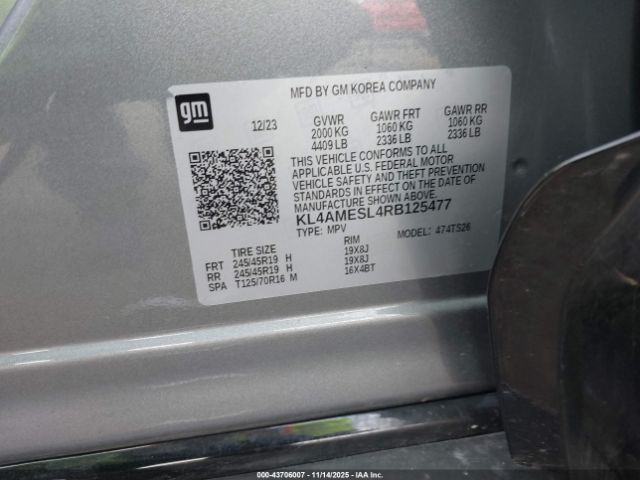 gm
MFD BY GM KOREA COMPANY
12/23
GVWR GAWR FRT GAWR RR
2000 KG 1060 KG 1060 KG
4409 LB 2336 LB 2336 LB
THIS VEHICLE CONFORMS TO ALL
APPLICABLE U.S. FEDERAL MOTOR
VEHICLE SAFETY AND THEFT
PREVENTION STANDARDS IN
EFFECT ON THE DATE OF
MANUFACTURE SHOWN ABOVE.
KL4AMESL4RB125477
TYPE: MPV MODEL: 474TS26
TIRE SIZE RIM
FRT 245/45R19 H 19X8J
RR 245/45R19 H 19X8J
SPA T125/70R16 M 16X4BT
000-43706007 - 11/14/2025 - IAAI.COM